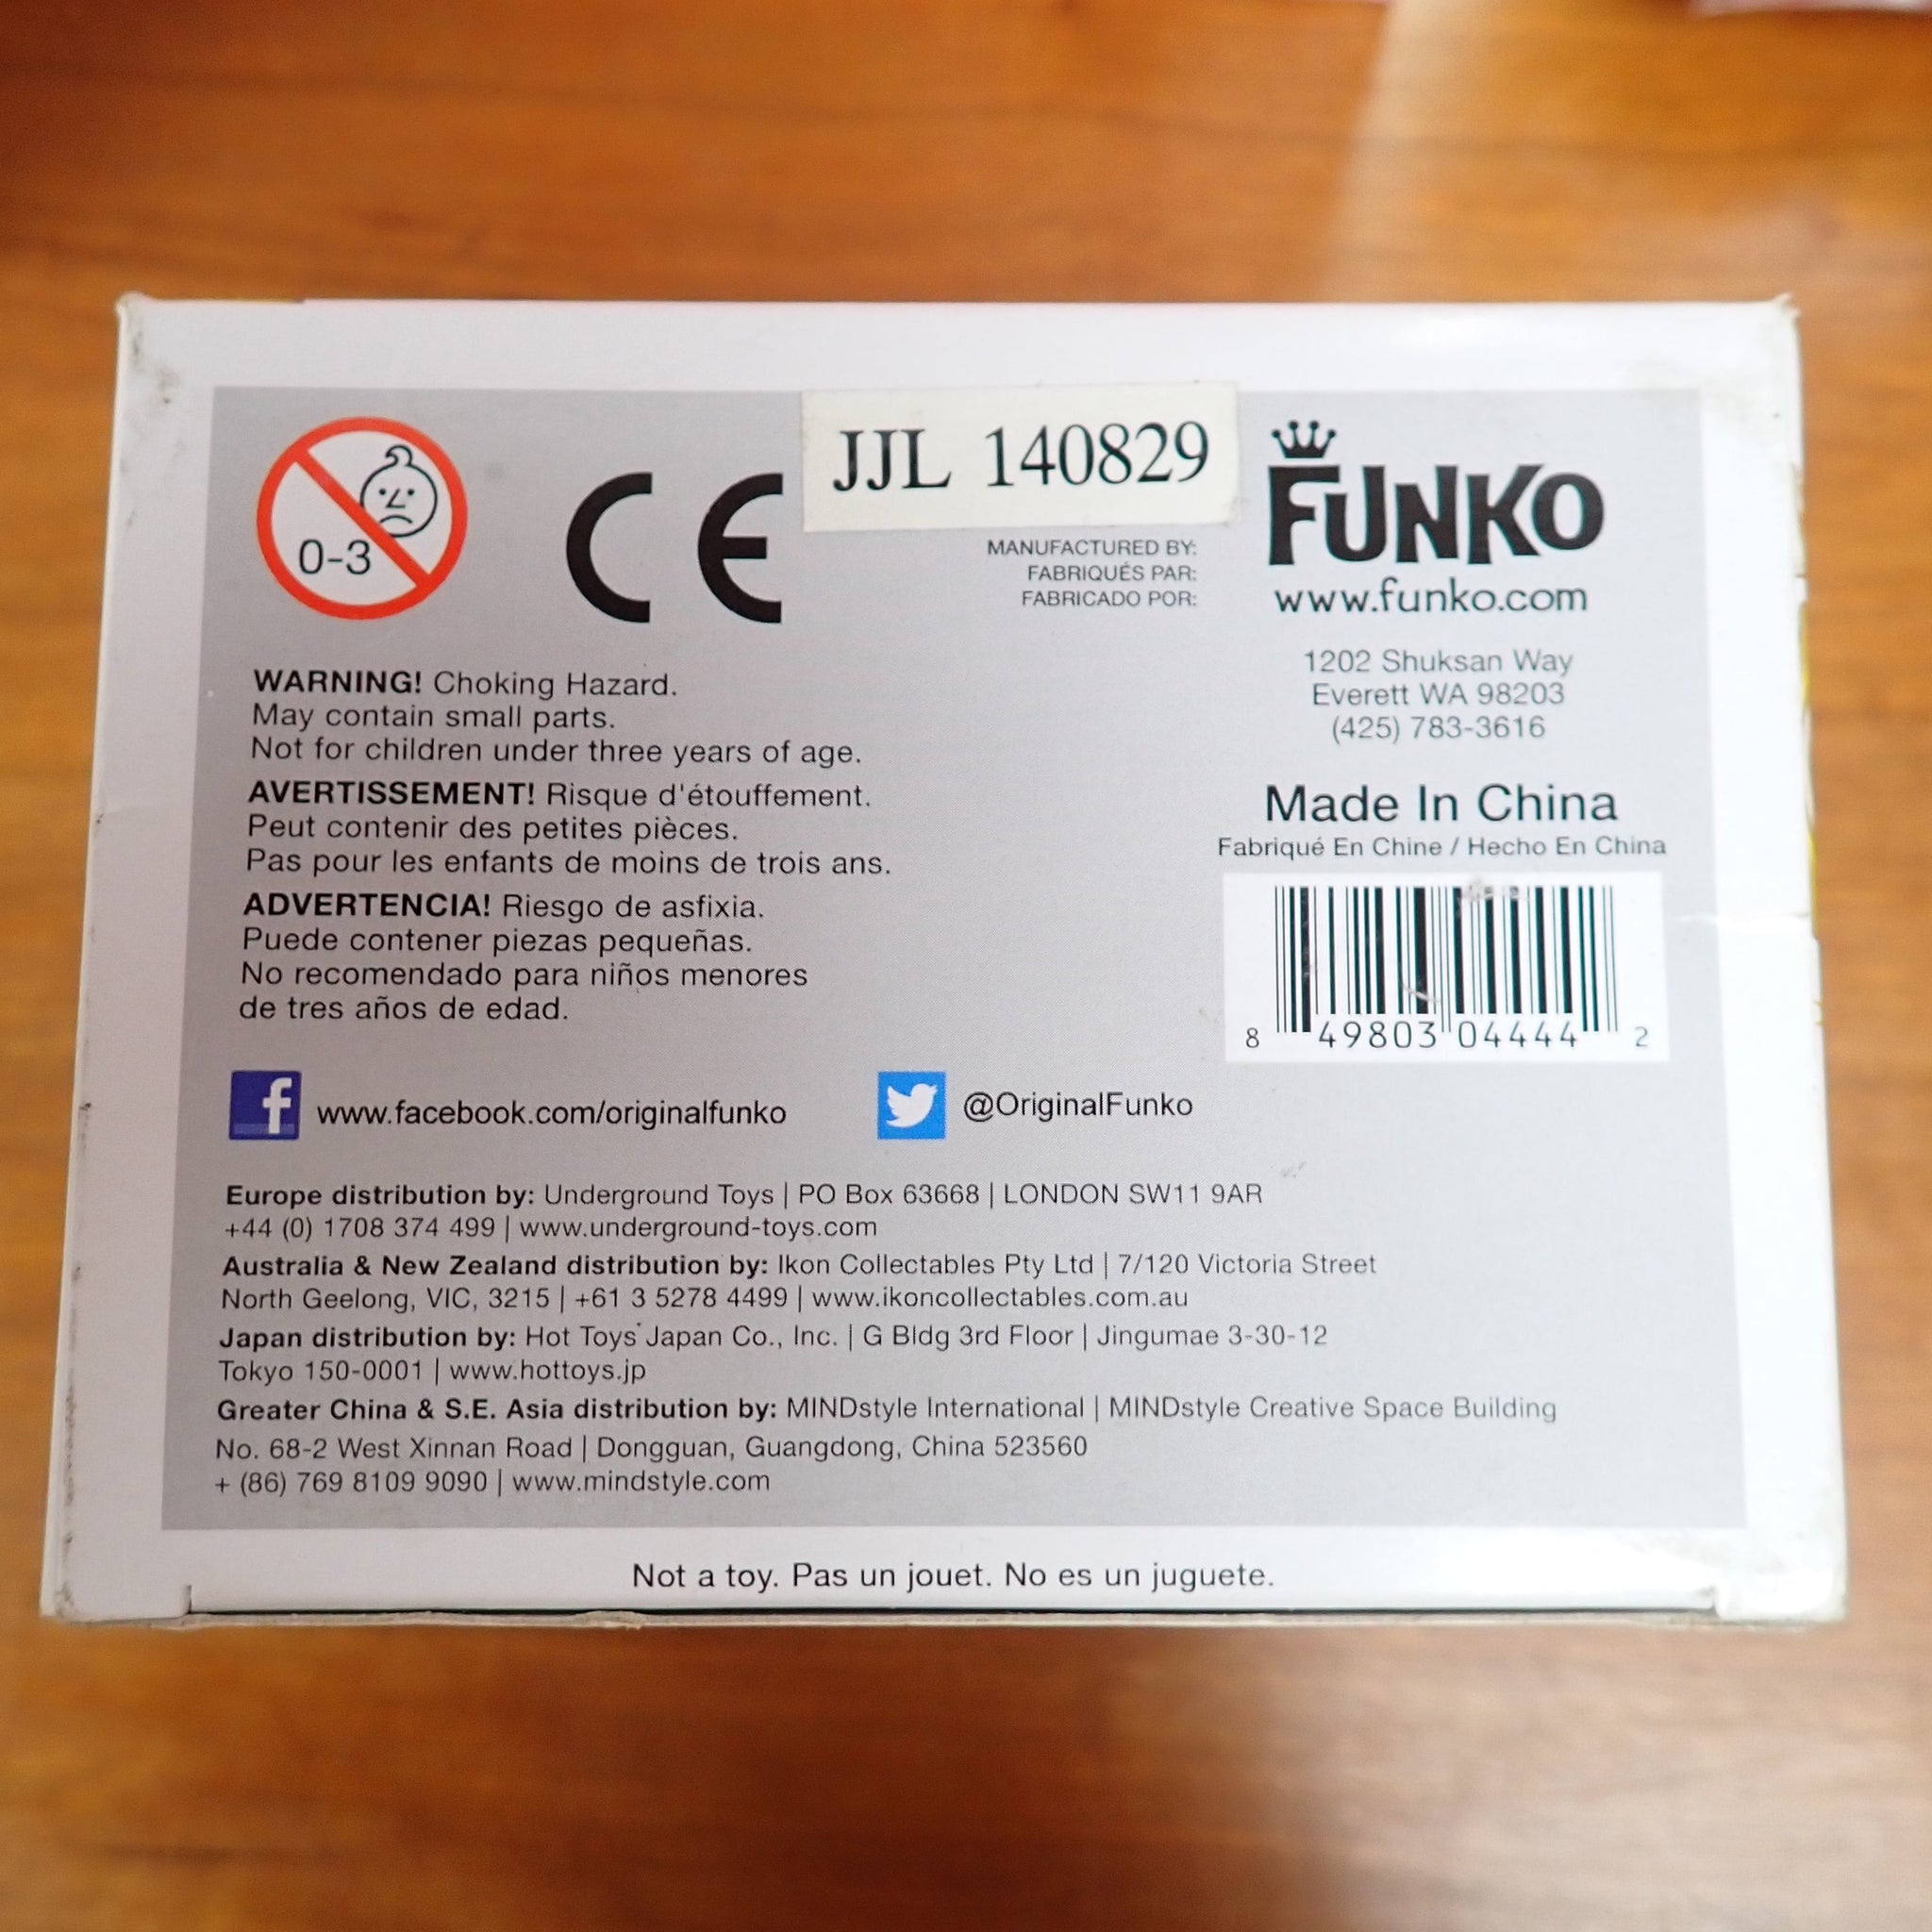 0-3
CE
JJL 140829
FUNKO
MANUFACTURED BY:
FABRIQUÉS PAR:
FABRICADO POR:
www.funko.com
1202 Shuksan Way
Everett WA 98203
(425) 783-3616
Made In China
Fabriqué En Chine / Hecho En China
8 49803 04444 2
WARNING! Choking Hazard.
May contain small parts.
Not for children under three years of age.
AVERTISSEMENT! Risque d'étouffement.
Peut contenir des petites pièces.
Pas pour les enfants de moins de trois ans.
ADVERTENCIA! Riesgo de asfixia.
Puede contener piezas pequeñas.
No recomendado para niños menores
de tres años de edad.
f www.facebook.com/originalfunko
@OriginalFunko
Europe distribution by: Underground Toys | PO Box 63668 | LONDON SW11 9AR
+44 (0) 1708 374 499 | www.underground-toys.com
Australia & New Zealand distribution by: Ikon Collectables Pty Ltd | 7/120 Victoria Street
North Geelong, VIC, 3215 | +61 3 5278 4499 | www.ikoncollectables.com.au
Japan distribution by: Hot Toys Japan Co., Inc. | G Bldg 3rd Floor | Jingumae 3-30-12
Tokyo 150-0001 | www.hottoys.jp
Greater China & S.E. Asia distribution by: MINDstyle International | MINDstyle Creative Space Building
No. 68-2 West Xinnan Road | Dongguan, Guangdong, China 523560
+ (86) 769 8109 9090 | www.mindstyle.com
Not a toy. Pas un jouet. No es un juguete.